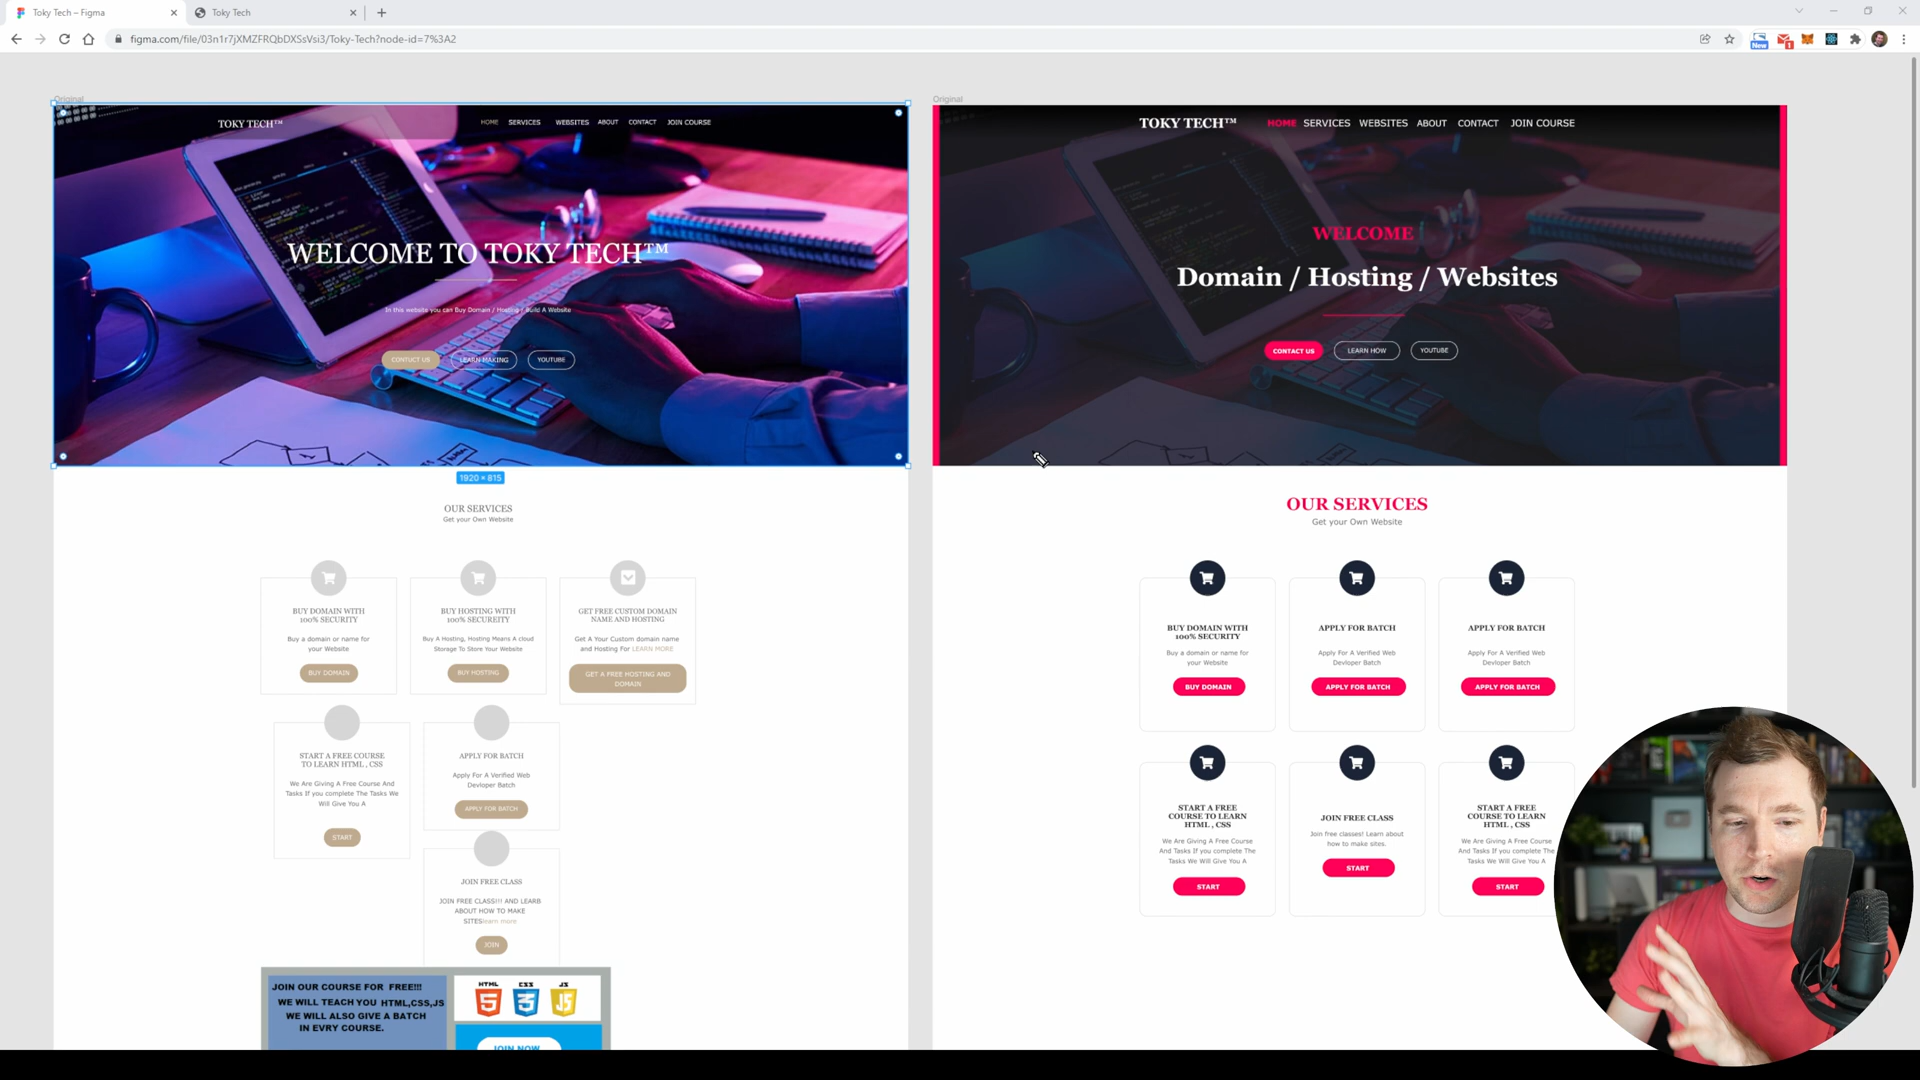 Toky Tech – Figma
Toky Tech
figma.com/file/03n1r7jXMZFRQbDXSsVsi3/Toky-Tech?node-id=7%3A2
New
1
Original
TOKY TECH™
HOME
SERVICES
WEBSITES
ABOUT
CONTACT
JOIN COURSE
WELCOME TO TOKY TECH™
In this website you can Buy Domain / Hosting / Build A Website
CONTUCT US
LEARN MAKING
YOUTUBE
1920 × 815
OUR SERVICES
Get your Own Website
BUY DOMAIN WITH
100% SECURITY
Buy a domain or name for
your Website
BUY DOMAIN
BUY HOSTING WITH
100% SECUREITY
Buy A Hosting, Hosting Means A cloud
Storage To Store Your Website
BUY HOSTING
GET FREE CUSTOM DOMAIN
NAME AND HOSTING
Get A Your Custom domain name
and Hosting For LEARN MORE
GET A FREE HOSTING AND
DOMAIN
START A FREE COURSE
TO LEARN HTML , CSS
We Are Giving A Free Course And
Tasks If you complete The Tasks We
Will Give You A
START
APPLY FOR BATCH
Apply For A Verified Web
Devloper Batch
APPLY FOR BATCH
JOIN FREE CLASS
JOIN FREE CLASS!!! AND LEARB
ABOUT HOW TO MAKE
SITESlearn more
JOIN
JOIN OUR COURSE FOR FREE!!!
WE WILL TEACH YOU HTML,CSS,JS
WE WILL ALSO GIVE A BATCH
IN EVRY COURSE.
HTML
CSS
JS
5
3
JS
JOIN NOW
Original
TOKY TECH™
HOME
SERVICES
WEBSITES
ABOUT
CONTACT
JOIN COURSE
WELCOME
Domain / Hosting / Websites
CONTACT US
LEARN HOW
YOUTUBE
OUR SERVICES
Get your Own Website
BUY DOMAIN WITH
100% SECURITY
Buy a domain or name for
your Website
BUY DOMAIN
APPLY FOR BATCH
Apply For A Verified Web
Devloper Batch
APPLY FOR BATCH
APPLY FOR BATCH
Apply For A Verified Web
Devloper Batch
APPLY FOR BATCH
START A FREE
COURSE TO LEARN
HTML , CSS
We Are Giving A Free Course
And Tasks If you complete The
Tasks We Will Give You A
START
JOIN FREE CLASS
Join free classes! Learn about
how to make sites.
START
START A FREE
COURSE TO LEARN
HTML , CSS
We Are Giving A Free Course
And Tasks If you complete The
Tasks We Will Give You A
START